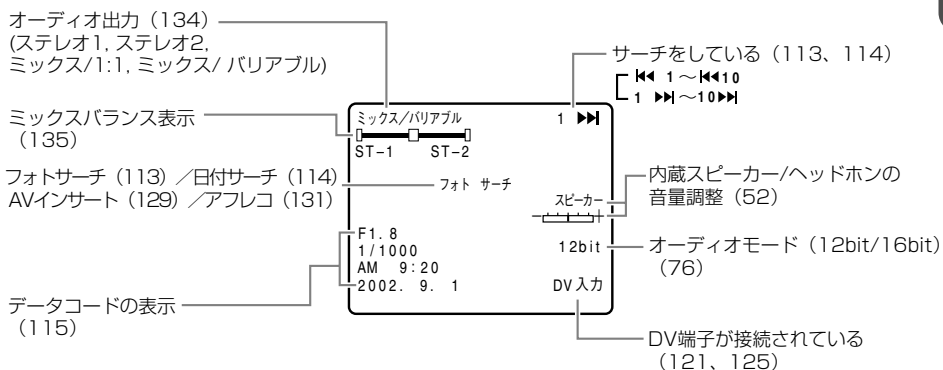 オーディオ出力（134）
(ステレオ1, ステレオ2,
ミックス/1:1, ミックス/ バリアブル)
ミックスバランス表示
（135）
フォトサーチ（113）／日付サーチ（114）
AVインサート（129）／アフレコ（131）
データコードの表示
（115）
ミックス／バリアブル
1 ▶▶|
ST−1 ST−2
フォト サーチ
スピーカー
− +
F1.8
1/1000
12bit
AM 9:20
2002. 9. 1
DV入力
サーチをしている（113、114）
|◀◀ 1〜|◀◀10
1 ▶▶|〜10▶▶|
内蔵スピーカー/ヘッドホンの
音量調整（52）
オーディオモード（12bit/16bit）
（76）
DV端子が接続されている
（121、125）